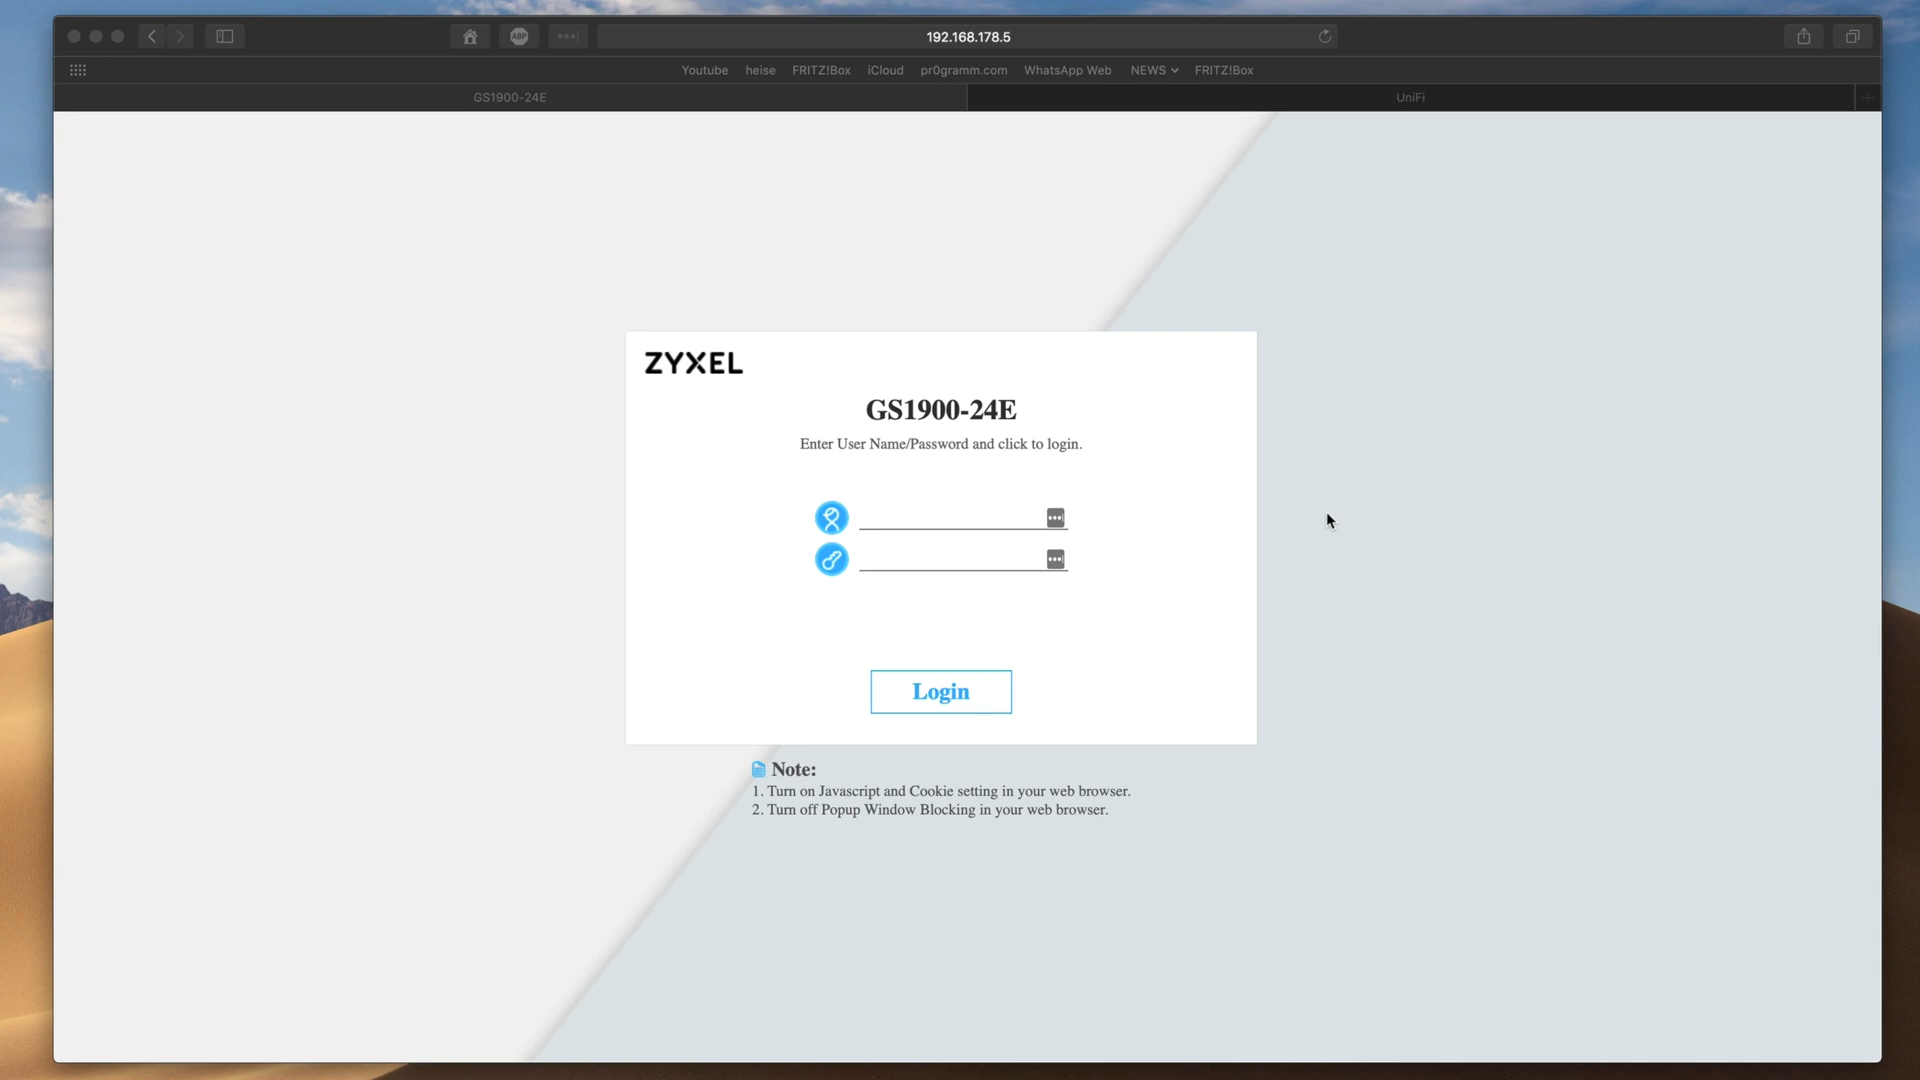 192.168.178.5
ABP
Youtube heise FRITZ!Box iCloud pr0gramm.com WhatsApp Web NEWS FRITZ!Box
GS1900-24E UniFi
ZYXEL
GS1900-24E
Enter User Name/Password and click to login.
Login
Note:
1. Turn on Javascript and Cookie setting in your web browser.
2. Turn off Popup Window Blocking in your web browser.